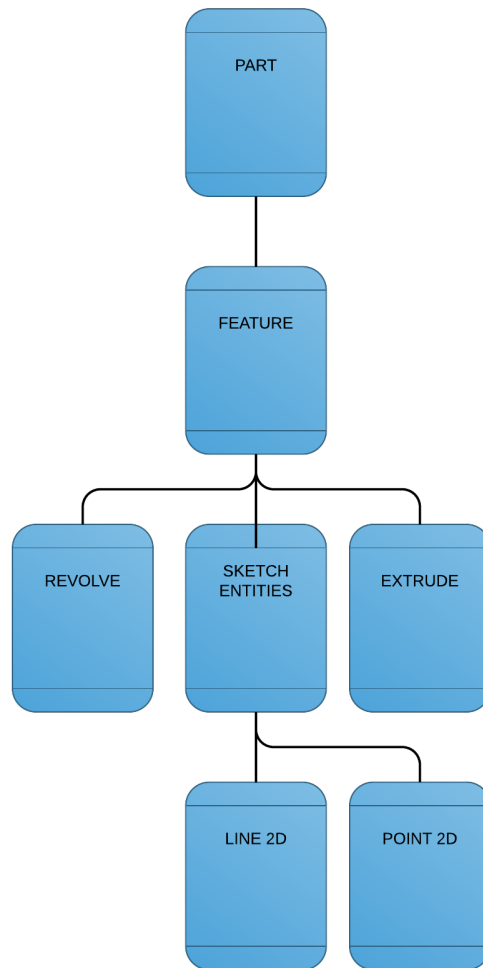 PART
FEATURE
REVOLVE
SKETCH
ENTITIES
EXTRUDE
LINE 2D
POINT 2D